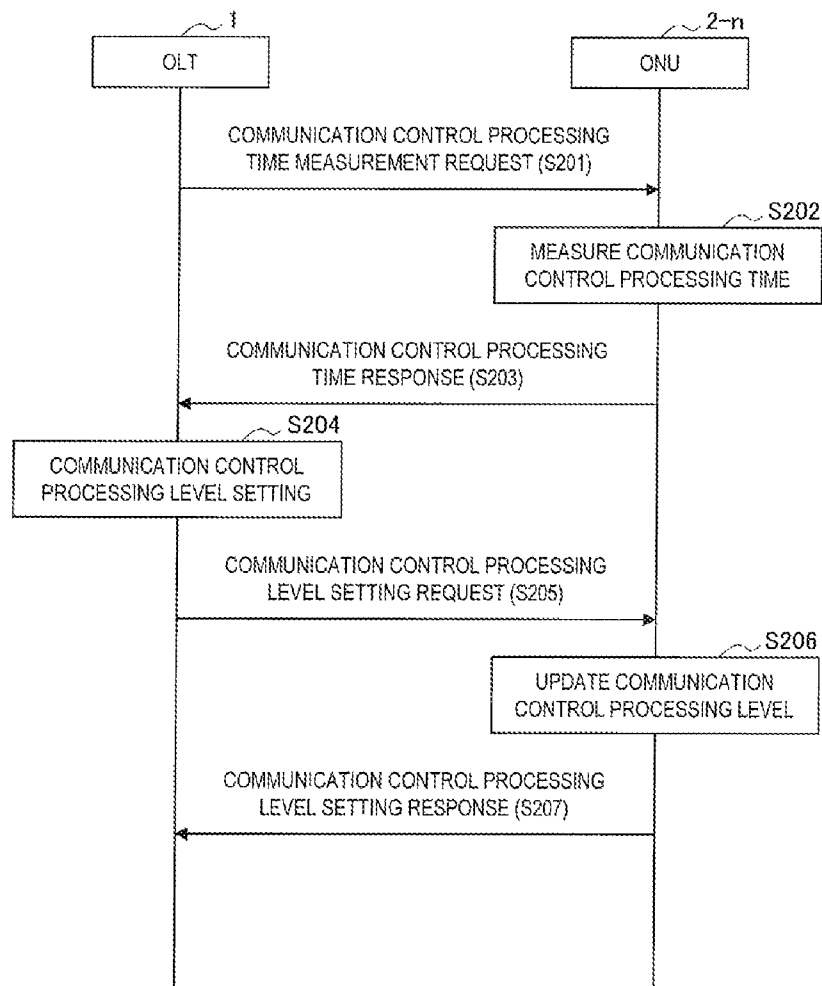 1
2-n
OLT
ONU
COMMUNICATION CONTROL PROCESSING
TIME MEASUREMENT REQUEST (S201)
S202
MEASURE COMMUNICATION
CONTROL PROCESSING TIME
COMMUNICATION CONTROL PROCESSING
TIME RESPONSE (S203)
S204
COMMUNICATION CONTROL
PROCESSING LEVEL SETTING
COMMUNICATION CONTROL PROCESSING
LEVEL SETTING REQUEST (S205)
S206
UPDATE COMMUNICATION
CONTROL PROCESSING LEVEL
COMMUNICATION CONTROL PROCESSING
LEVEL SETTING RESPONSE (S207)